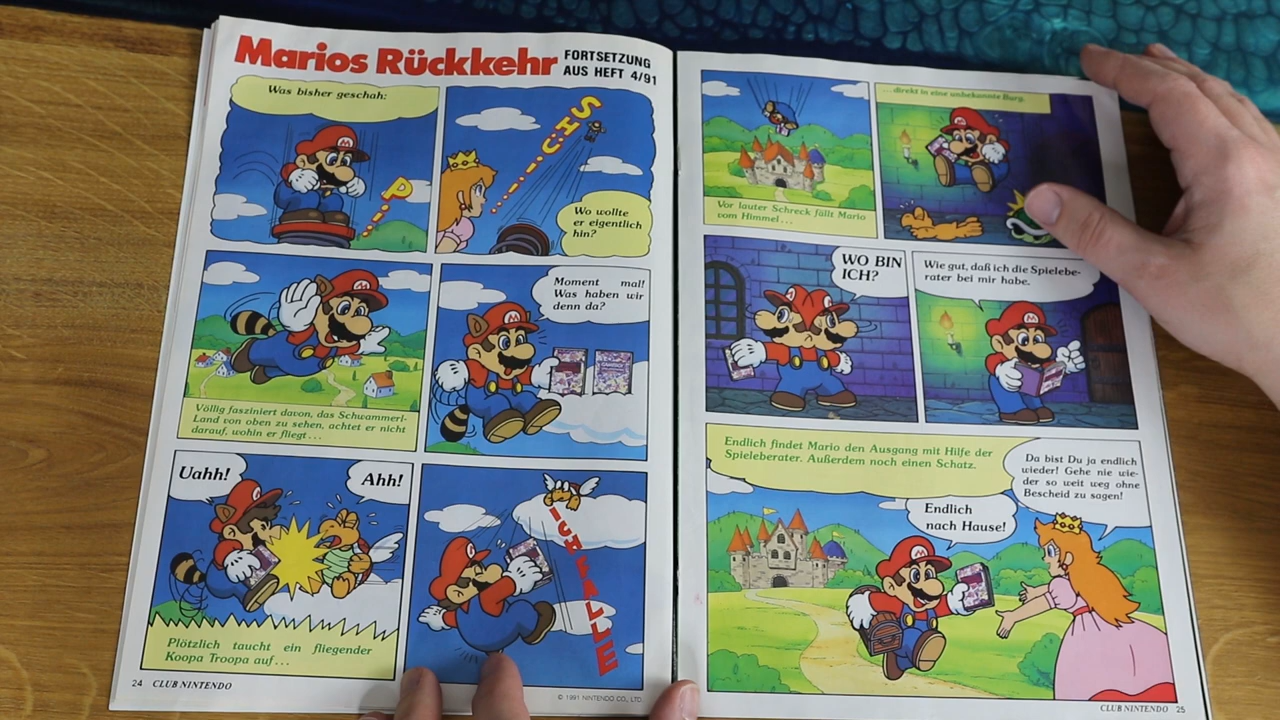 Marios Rückkehr
FORTSETZUNG
AUS HEFT 4/91
Was bisher geschah:
P
SHU
Wo wollte
er eigentlich
hin?
Völlig fasziniert davon, das Schwammerl-
Land von oben zu sehen, achtet er nicht
darauf, wohin er fliegt...
Moment mal!
Was haben wir
denn da?
Uahh!
Ahh!
Plötzlich taucht ein fliegender
Koopa Troopa auf...
ICH FALLE
24 CLUB NINTENDO
© 1991 NINTENDO CO., LTD.
Vor lauter Schreck fällt Mario
vom Himmel...
...direkt in eine unbekannte Burg.
WO BIN
ICH?
Wie gut, daß ich die Spielebe-
rater bei mir habe.
Endlich findet Mario den Ausgang mit Hilfe der
Spieleberater. Außerdem noch einen Schatz.
Da bist Du ja endlich
wieder! Gehe nie wie-
der so weit weg ohne
Bescheid zu sagen!
Endlich
nach Hause!
CLUB NINTENDO 25